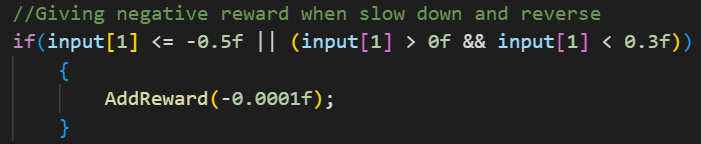 //Giving negative reward when slow down and reverse
if(input[1] <= -0.5f || (input[1] > 0f && input[1] < 0.3f))
{
AddReward(-0.0001f);
}